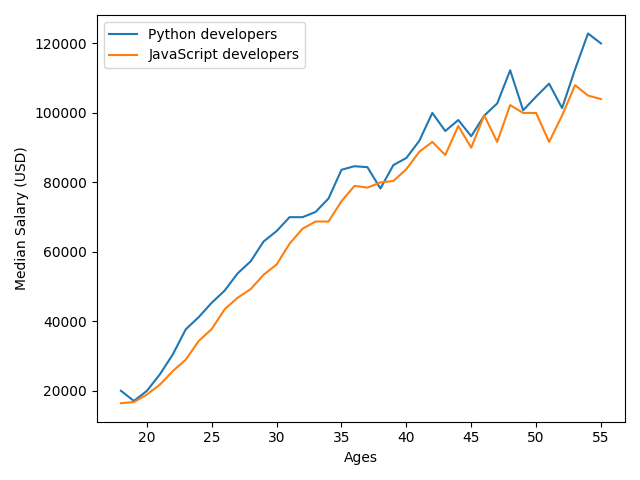 Python developers
JavaScript developers
120000
100000
80000
60000
40000
20000
Median Salary (USD)
20 25 30 35 40 45 50 55
Ages